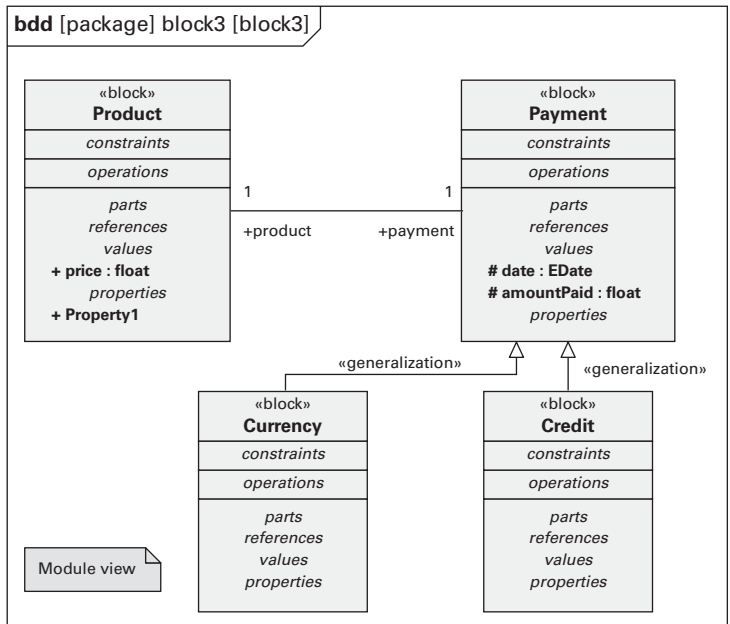 bdd [package] block3 [block3]
«block»
Product
constraints
operations
parts
references
values
+ price : float
properties
+ Property1
1
1
+product
+payment
«block»
Payment
constraints
operations
parts
references
values
# date : EDate
# amountPaid : float
properties
«generalization»
«generalization»
«block»
Currency
constraints
operations
parts
references
values
properties
«block»
Credit
constraints
operations
parts
references
values
properties
Module view